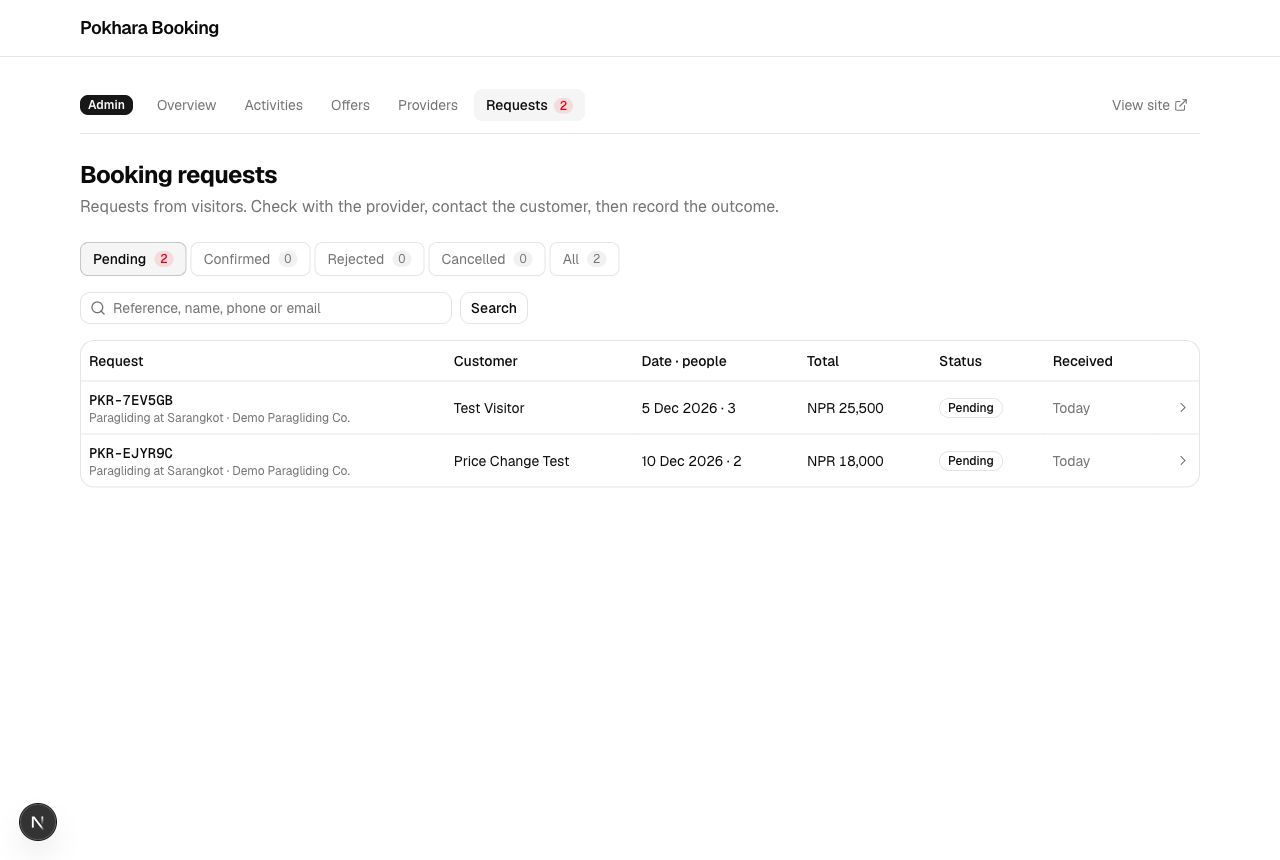 Pokhara Booking
Admin Overview Activities Offers Providers Requests 2 View site
Booking requests
Requests from visitors. Check with the provider, contact the customer, then record the outcome.
Pending 2 Confirmed 0 Rejected 0 Cancelled 0 All 2
Reference, name, phone or email Search
Request Customer Date · people Total Status Received
PKR-7EV5GB
Paragliding at Sarangkot · Demo Paragliding Co.
Test Visitor 5 Dec 2026 · 3 NPR 25,500 Pending Today
PKR-EJYR9C
Paragliding at Sarangkot · Demo Paragliding Co.
Price Change Test 10 Dec 2026 · 2 NPR 18,000 Pending Today
N